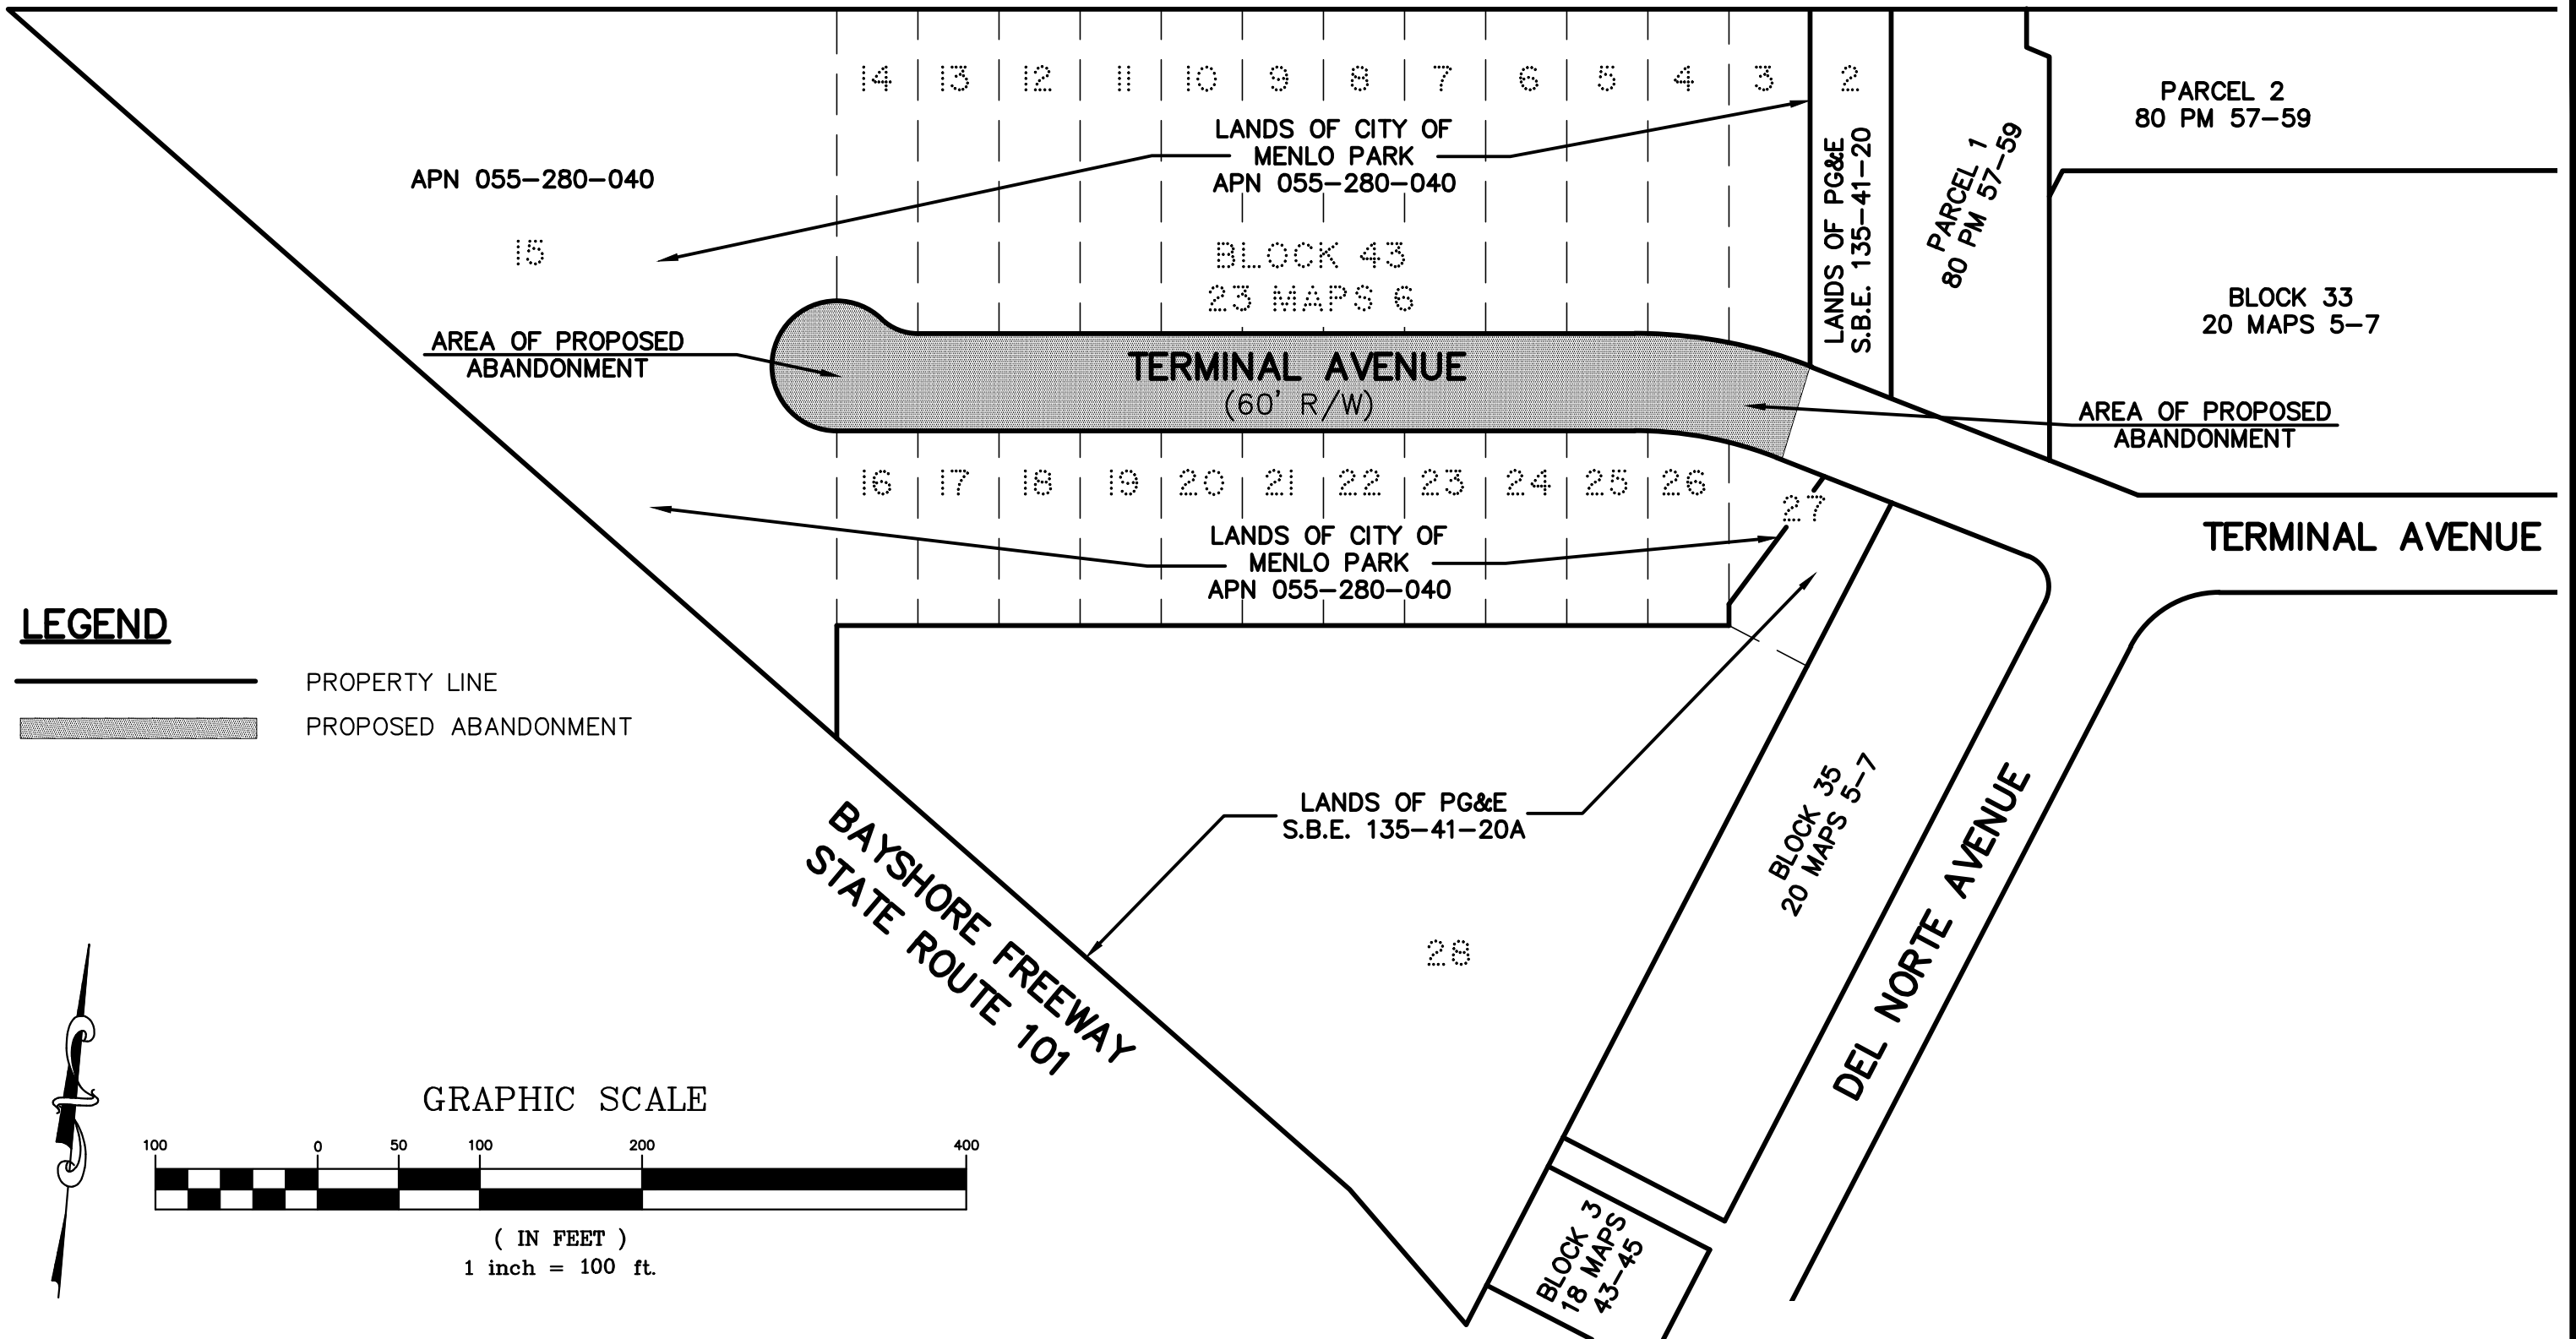 14 13 12 11 10 9 8 7 6 5 4 3 2
LANDS OF CITY OF
MENLO PARK
APN 055-280-040
APN 055-280-040
15
BLOCK 43
23 MAPS 6
LANDS OF PG&E
S.B.E. 135-41-20
PARCEL 1
80 PM 57-59
PARCEL 2
80 PM 57-59
BLOCK 33
20 MAPS 5-7
AREA OF PROPOSED
ABANDONMENT
TERMINAL AVENUE
(60' R/W)
AREA OF PROPOSED
ABANDONMENT
16 17 18 19 20 21 22 23 24 25 26
27
TERMINAL AVENUE
LANDS OF CITY OF
MENLO PARK
APN 055-280-040
LEGEND
PROPERTY LINE
PROPOSED ABANDONMENT
LANDS OF PG&E
S.B.E. 135-41-20A
BLOCK 35
20 MAPS 5-7
DEL NORTE AVENUE
BAYSHORE FREEWAY
STATE ROUTE 101
28
GRAPHIC SCALE
100 0 50 100 200 400
( IN FEET )
1 inch = 100 ft.
BLOCK 3
18 MAPS
43-45